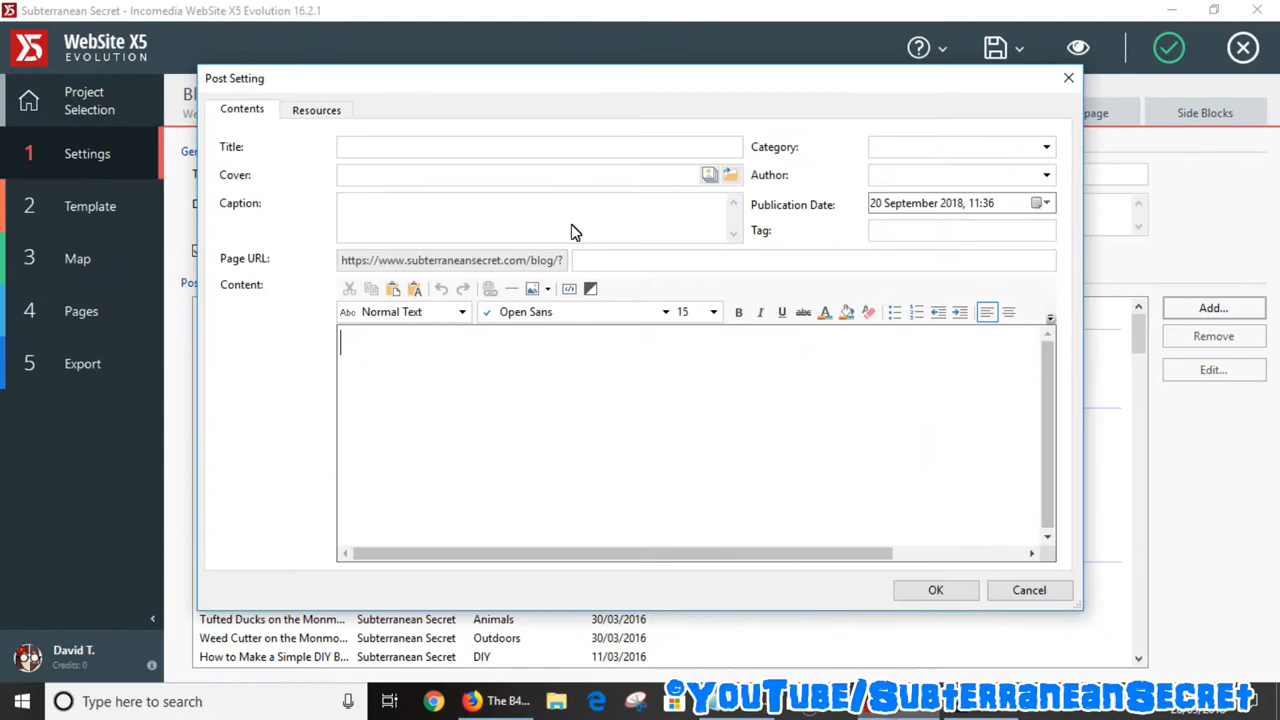 Subterranean Secret - Incomedia WebSite X5 Evolution 16.2.1
X5
WebSite X5
EVOLUTION
Project
Selection
1 Settings
2 Template
3 Map
4 Pages
5 Export
David T.
Credits: 0
Side Blocks
Post Setting
Contents
Resources
Title:
Category:
Cover:
Author:
Caption:
Publication Date:
20 September 2018, 11:36
Tag:
Page URL:
https://www.subterraneansecret.com/blog/?
Content:
Abc Normal Text
Open Sans
15
B I U abc A
Add...
Remove
Edit...
OK
Cancel
Tufted Ducks on the Monm... Subterranean Secret Animals 30/03/2016
Weed Cutter on the Monmo... Subterranean Secret Outdoors 30/03/2016
How to Make a Simple DIY B... Subterranean Secret DIY 11/03/2016
Type here to search
The B4...
YouTube/SubterraneanSecret